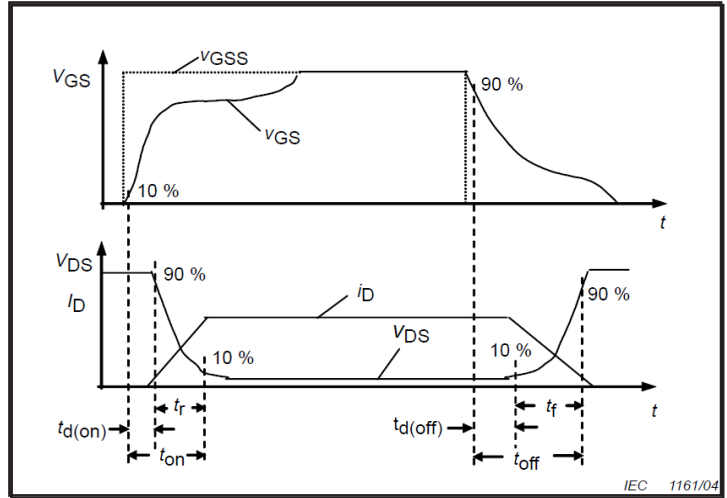 VGS
vGSS
vGS
90 %
10 %
t
VDS
ID
90 %
iD
90 %
10 %
VDS
10 %
tr
tf
t
td(on)
td(off)
ton
toff
IEC 1161/04